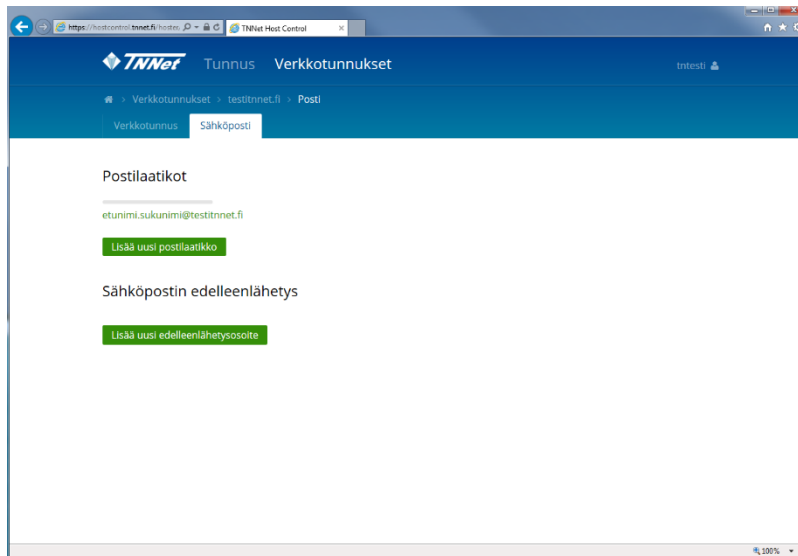 https://hostcontrol.tnnet.fi/hostec
TNNet Host Control
TNNet Tunnus Verkkotunnukset tntesti
> Verkkotunnukset > testitnnet.fi > Posti
Verkkotunnus Sähköposti
Postilaatikot
etunimi.sukunimi@testitnnet.fi
Lisää uusi postilaatikko
Sähköpostin edelleenlähetys
Lisää uusi edelleenlähetysosoite
100%